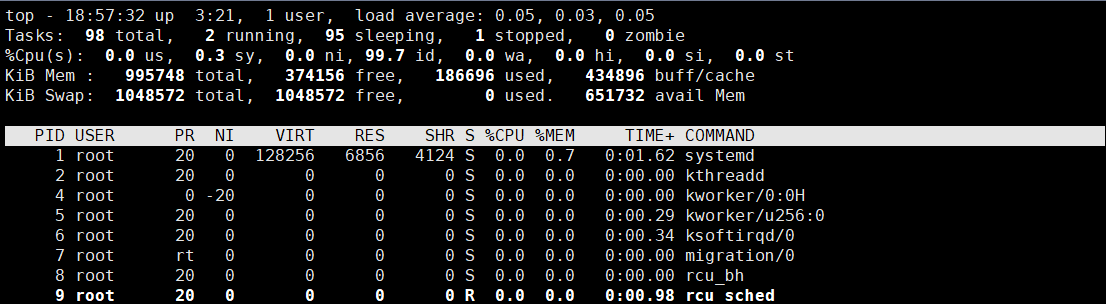 top - 18:57:32 up  3:21,  1 user,  load average: 0.05, 0.03, 0.05
Tasks:  98 total,   2 running,  95 sleeping,   1 stopped,   0 zombie
%Cpu(s):  0.0 us,  0.3 sy,  0.0 ni, 99.7 id,  0.0 wa,  0.0 hi,  0.0 si,  0.0 st
KiB Mem :   995748 total,   374156 free,   186696 used,   434896 buff/cache
KiB Swap:  1048572 total,  1048572 free,        0 used.   651732 avail Mem
   PID USER      PR  NI    VIRT    RES    SHR S %CPU %MEM     TIME+ COMMAND
     1 root      20   0  128256   6856   4124 S  0.0  0.7   0:01.62 systemd
     2 root      20   0       0      0      0 S  0.0  0.0   0:00.00 kthreadd
     4 root       0 -20       0      0      0 S  0.0  0.0   0:00.00 kworker/0:0H
     5 root      20   0       0      0      0 S  0.0  0.0   0:00.29 kworker/u256:0
     6 root      20   0       0      0      0 S  0.0  0.0   0:00.34 ksoftirqd/0
     7 root      rt   0       0      0      0 S  0.0  0.0   0:00.00 migration/0
     8 root      20   0       0      0      0 S  0.0  0.0   0:00.00 rcu_bh
     9 root      20   0       0      0      0 R  0.0  0.0   0:00.98 rcu_sched